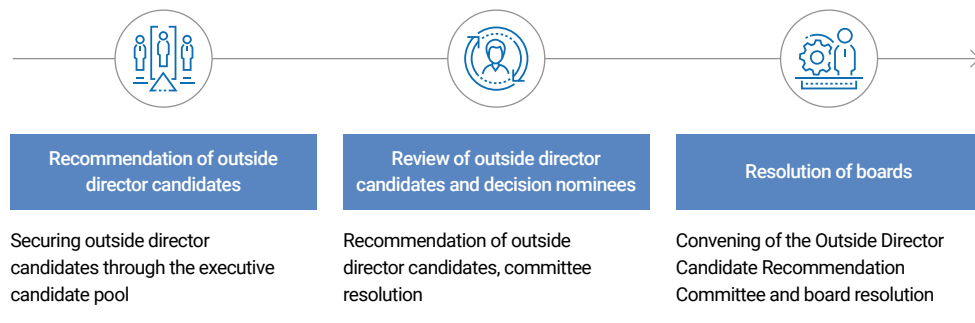 Recommendation of outside
director candidates
Securing outside director
candidates through the executive
candidate pool
Review of outside director
candidates and decision nominees
Recommendation of outside
director candidates, committee
resolution
Resolution of boards
Convening of the Outside Director
Candidate Recommendation
Committee and board resolution